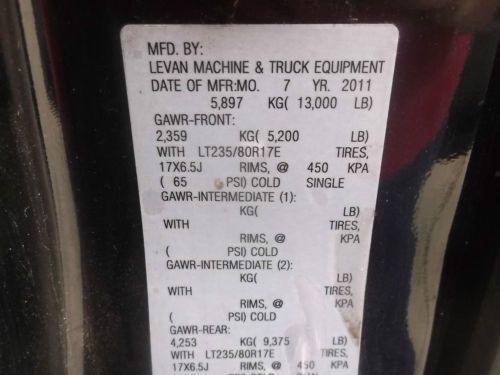 MFD. BY:
LEVAN MACHINE & TRUCK EQUIPMENT
DATE OF MFR:MO. 7 YR. 2011
5,897 KG( 13,000 LB)
GAWR-FRONT:
2,359 KG( 5,200 LB)
WITH LT235/80R17E TIRES,
17X6.5J RIMS, @ 450 KPA
( 65 PSI) COLD SINGLE
GAWR-INTERMEDIATE (1):
KG( LB)
WITH TIRES,
RIMS, @ KPA
( PSI) COLD
GAWR-INTERMEDIATE (2):
KG( LB)
WITH TIRES,
RIMS, @ KPA
( PSI) COLD
GAWR-REAR:
4,253 KG( 9,375 LB)
WITH LT235/80R17E TIRES,
17X6.5J RIMS, @ 450 KPA